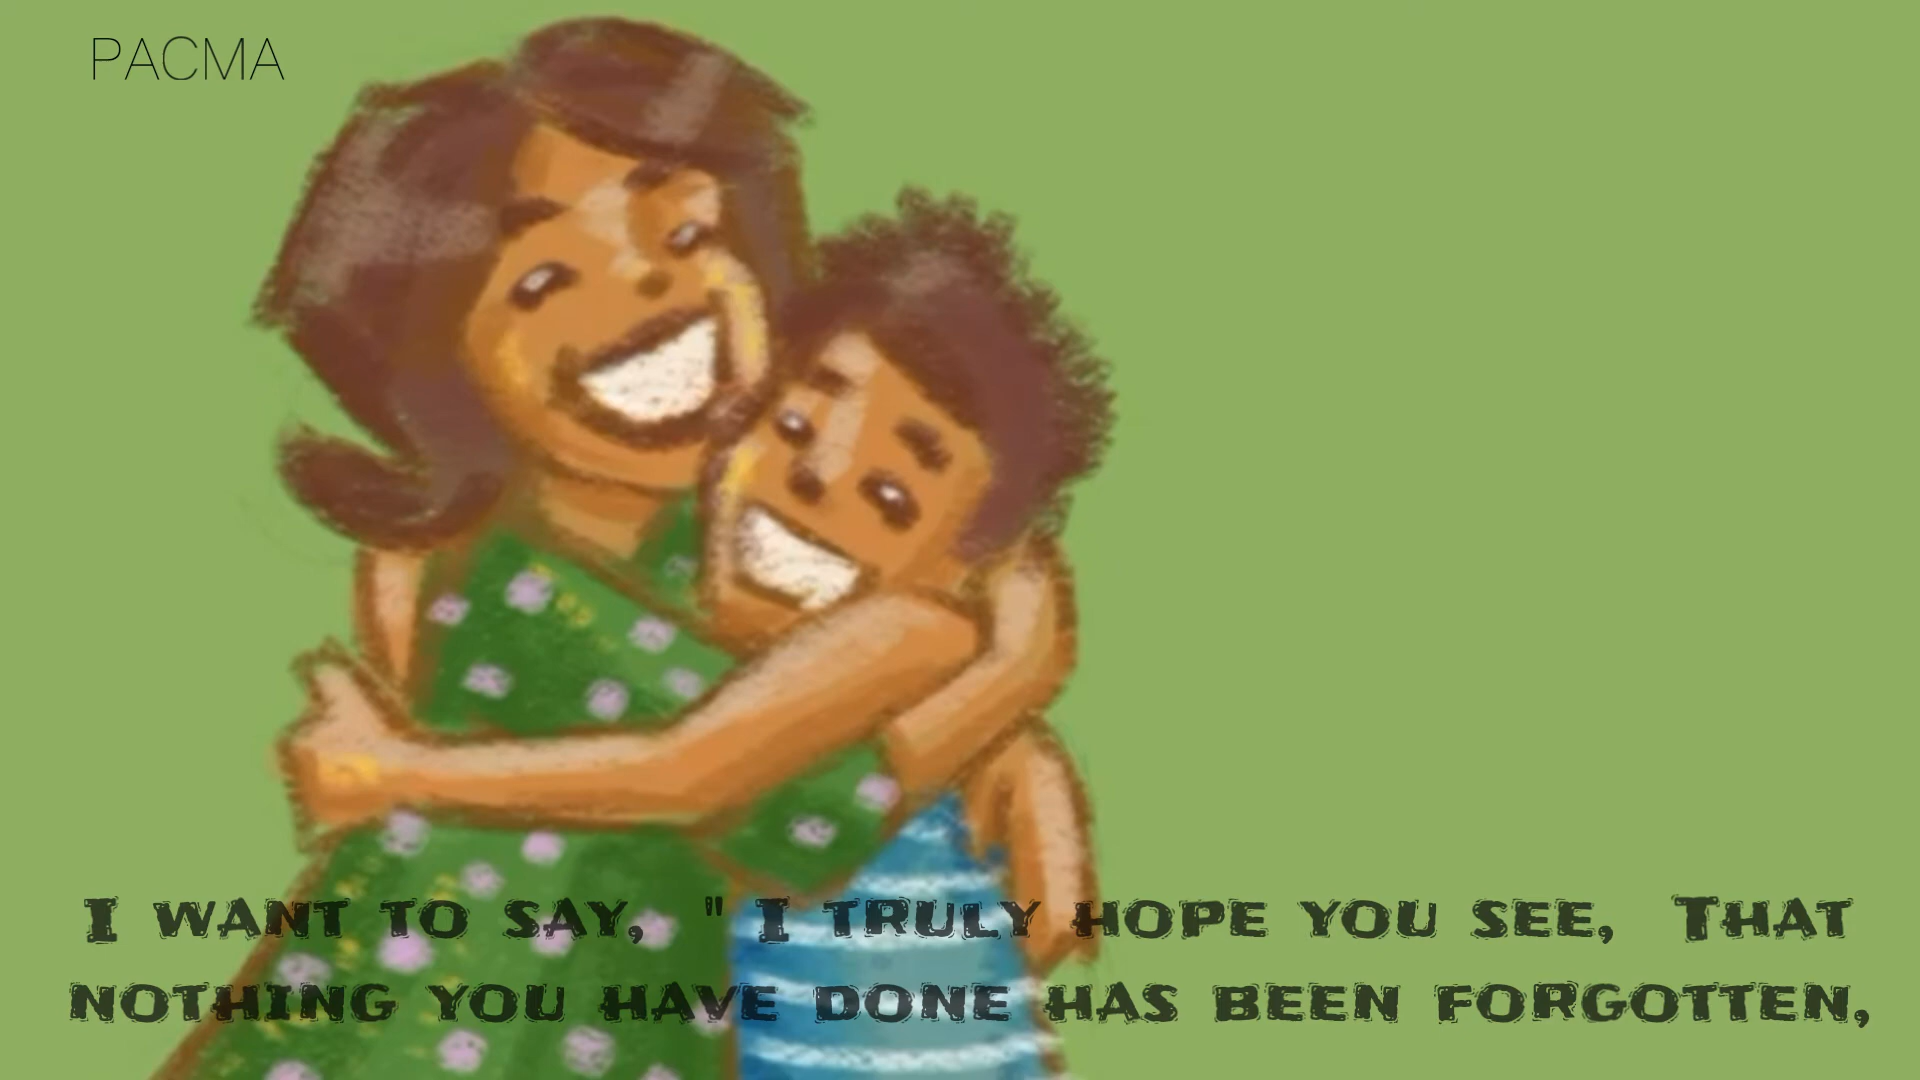 PACMA
I WANT TO SAY, " I TRULY HOPE YOU SEE, THAT
NOTHING YOU HAVE DONE HAS BEEN FORGOTTEN,